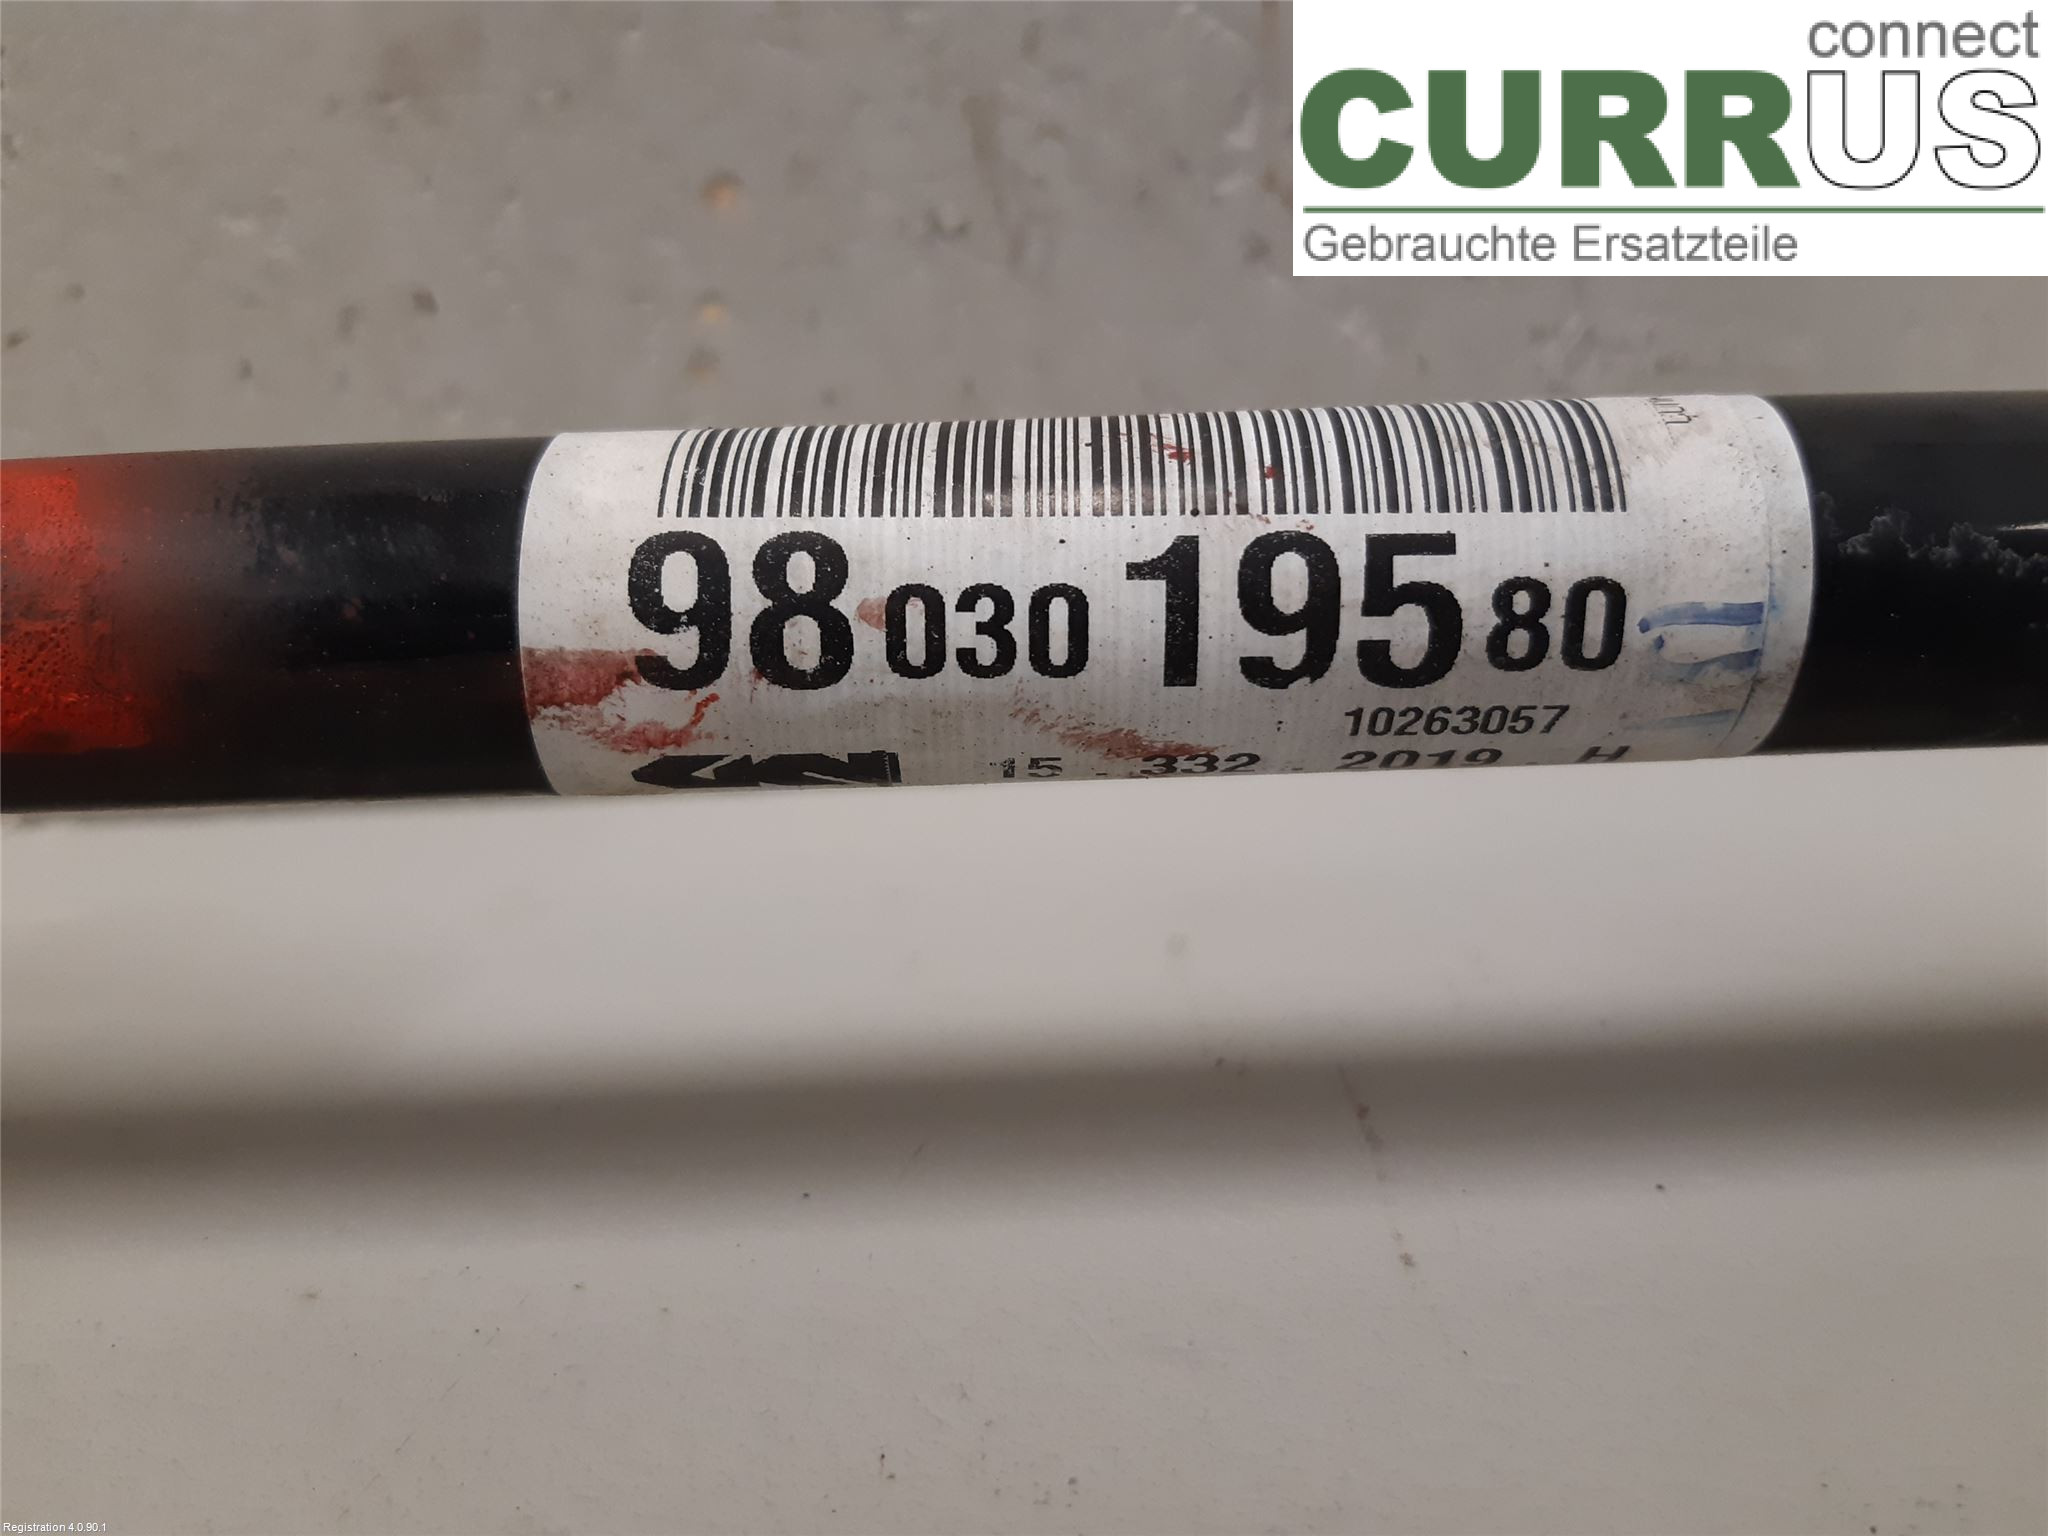 connect
CURRUS
Gebrauchte Ersatzteile
98 030 195 80
10263057
15 . 332 . 2019 . H
Registration 4.0.90.1